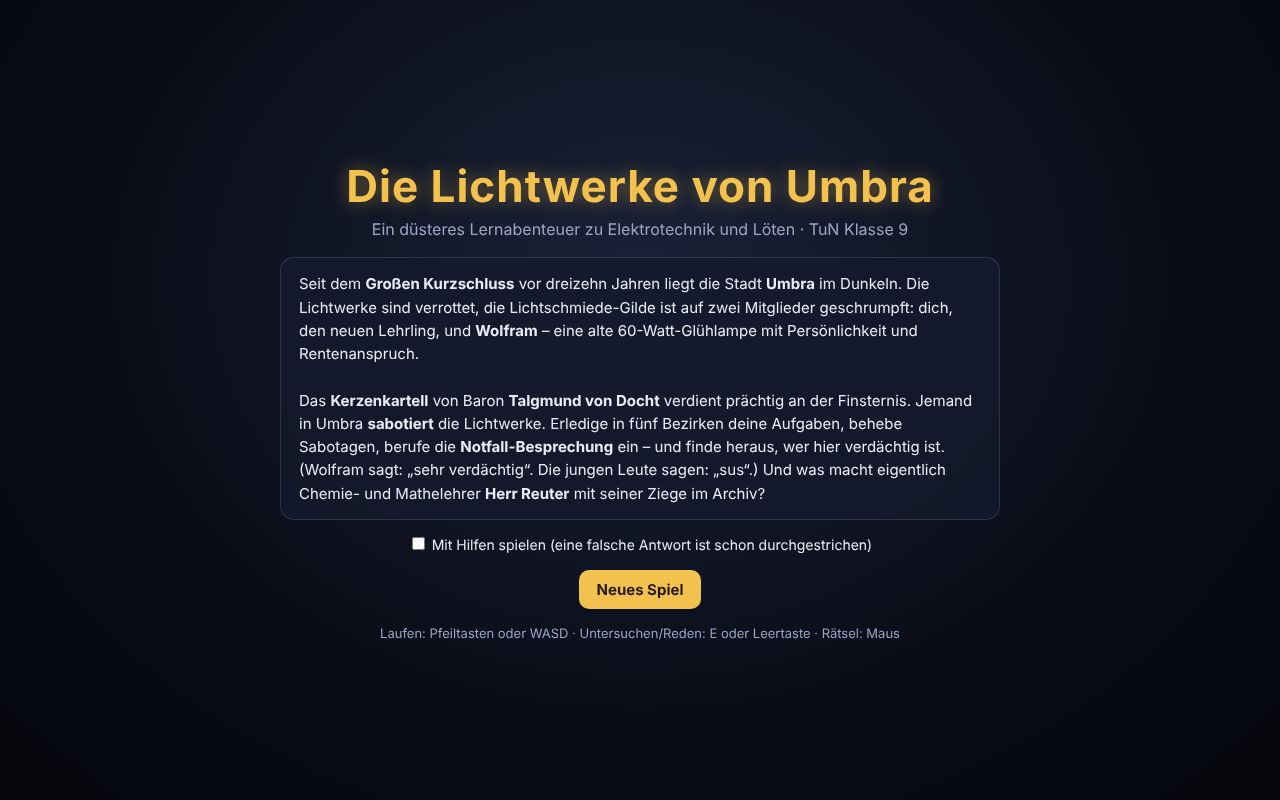 Die Lichtwerke von Umbra
Ein düsteres Lernabenteuer zu Elektrotechnik und Löten · TuN Klasse 9
Seit dem Großen Kurzschluss vor dreizehn Jahren liegt die Stadt Umbra im Dunkeln. Die
Lichtwerke sind verrottet, die Lichtschmiede-Gilde ist auf zwei Mitglieder geschrumpft: dich,
den neuen Lehrling, und Wolfram – eine alte 60-Watt-Glühlampe mit Persönlichkeit und
Rentenanspruch.
Das Kerzenkartell von Baron Talgmund von Docht verdient prächtig an der Finsternis. Jemand
in Umbra sabotiert die Lichtwerke. Erledige in fünf Bezirken deine Aufgaben, behebe
Sabotagen, berufe die Notfall-Besprechung ein – und finde heraus, wer hier verdächtig ist.
(Wolfram sagt: „sehr verdächtig“. Die jungen Leute sagen: „sus“.) Und was macht eigentlich
Chemie- und Mathelehrer Herr Reuter mit seiner Ziege im Archiv?
Mit Hilfen spielen (eine falsche Antwort ist schon durchgestrichen)
Neues Spiel
Laufen: Pfeiltasten oder WASD · Untersuchen/Reden: E oder Leertaste · Rätsel: Maus